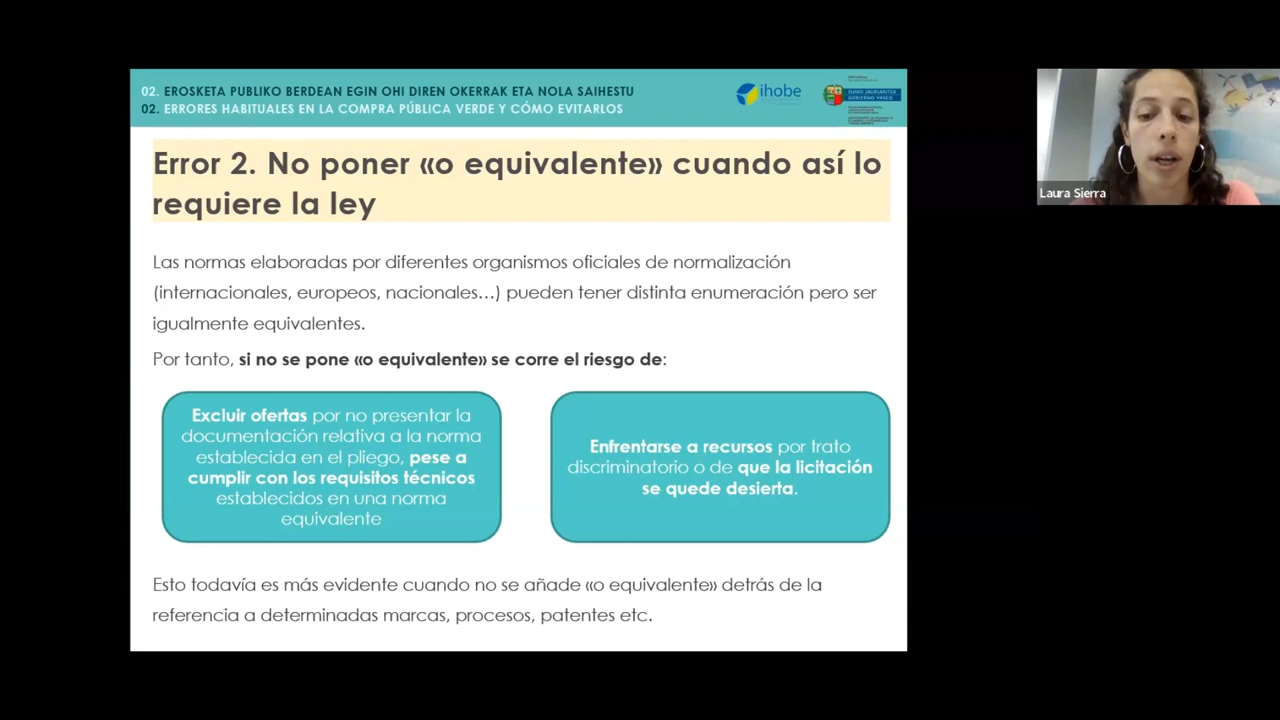 02. EROSKETA PUBLIKO BERDEAN EGIN OHI DIREN OKERRAK ETA NOLA SAIHESTU
02. ERRORES HABITUALES EN LA COMPRA PÚBLICA VERDE Y CÓMO EVITARLOS
ihobe
EUSKO JAURLARITZA
GOBIERNO VASCO
Error 2. No poner «o equivalente» cuando así lo
requiere la ley
Laura Sierra
Las normas elaboradas por diferentes organismos oficiales de normalización
(internacionales, europeos, nacionales…) pueden tener distinta enumeración pero ser
igualmente equivalentes.
Por tanto, si no se pone «o equivalente» se corre el riesgo de:
Excluir ofertas por no presentar la
documentación relativa a la norma
establecida en el pliego, pese a
cumplir con los requisitos técnicos
establecidos en una norma
equivalente
Enfrentarse a recursos por trato
discriminatorio o de que la licitación
se quede desierta.
Esto todavía es más evidente cuando no se añade «o equivalente» detrás de la
referencia a determinadas marcas, procesos, patentes etc.